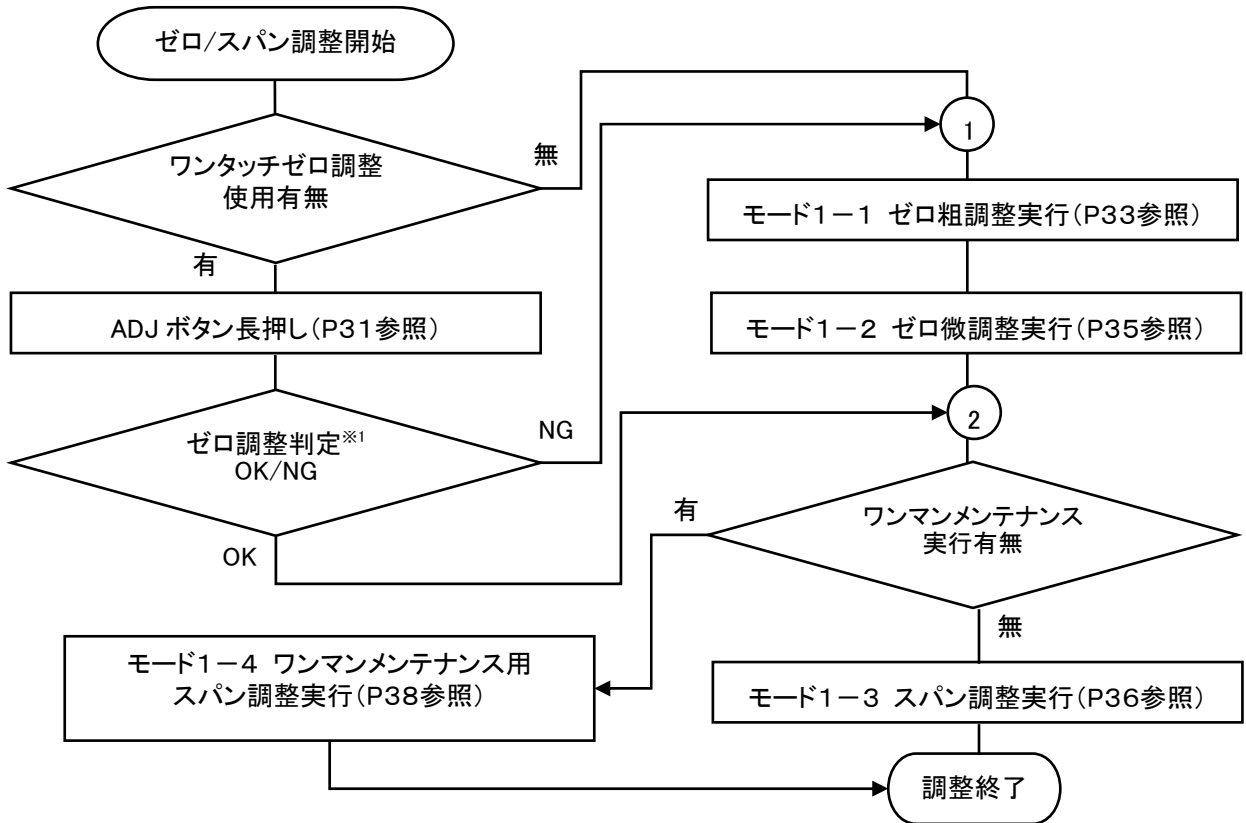 ゼロ/スパン調整開始
ワンタッチゼロ調整
使用有無
無
有
ADJ ボタン長押し(P31参照)
ゼロ調整判定※1
OK/NG
NG
OK
1
モード1-1 ゼロ粗調整実行(P33参照)
モード1-2 ゼロ微調整実行(P35参照)
2
ワンマンメンテナンス
実行有無
有
無
モード1-4 ワンマンメンテナンス用
スパン調整実行(P38参照)
モード1-3 スパン調整実行(P36参照)
調整終了